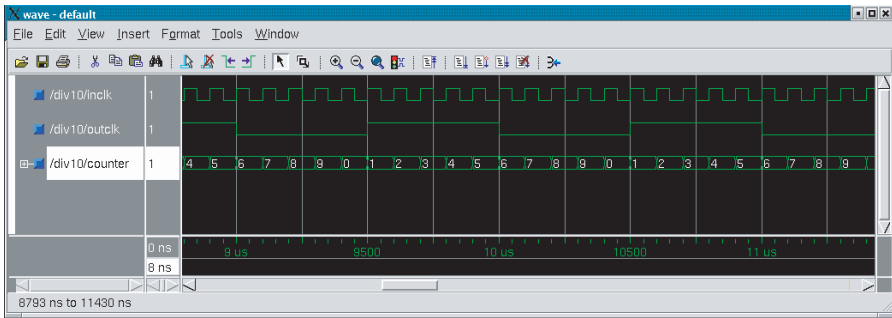 wave - default
File Edit View Insert Format Tools Window
/div10/inclk 1
/div10/outclk 1
/div10/counter 1
4 5 6 7 8 9 0 1 2 3 4 5 6 7 8 9 0 1 2 3 4 5 6 7 8 9
0 ns
9 us 9500 10 us 10500 11 us
8 ns
8793 ns to 11430 ns